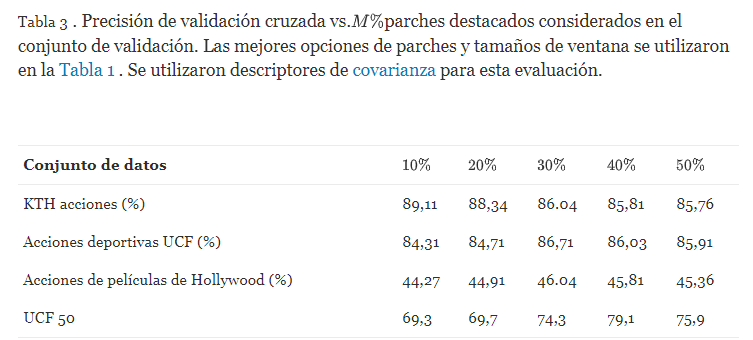 Tabla 3 . Precisión de validación cruzada vs.M%parches destacados considerados en el
conjunto de validación. Las mejores opciones de parches y tamaños de ventana se utilizaron
en la Tabla 1 . Se utilizaron descriptores de covarianza para esta evaluación.
Conjunto de datos 10% 20% 30% 40% 50%
KTH acciones (%) 89,11 88,34 86.04 85,81 85,76
Acciones deportivas UCF (%) 84,31 84,71 86,71 86,03 85,91
Acciones de películas de Hollywood (%) 44,27 44,91 46.04 45,81 45,36
UCF 50 69,3 69,7 74,3 79,1 75,9